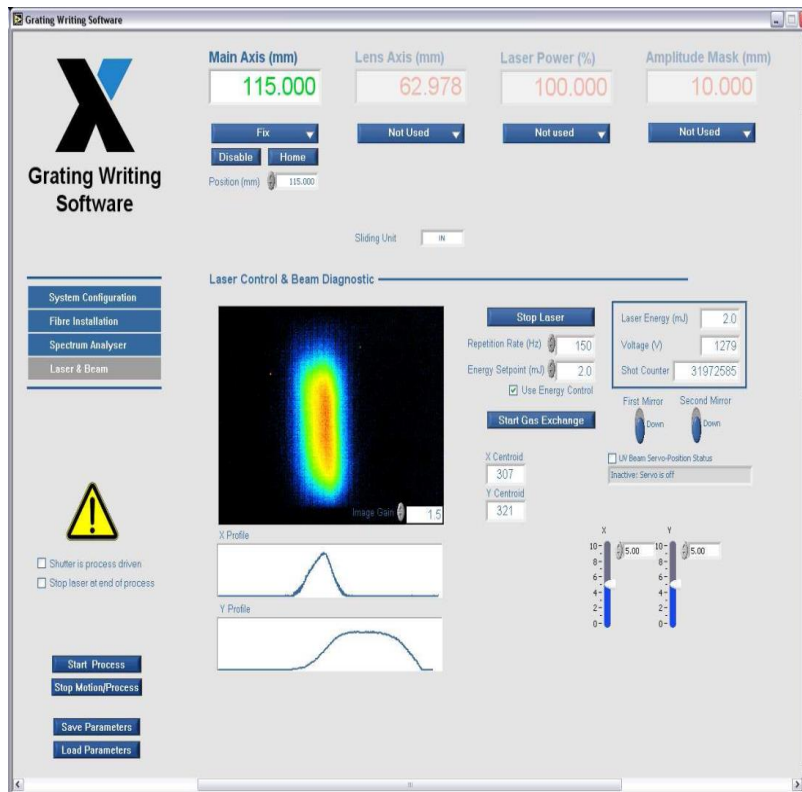 Grating Writing Software
Main Axis (mm)
Lens Axis (mm)
Laser Power (%)
Amplitude Mask (mm)
115.000
62.978
100.000
10.000
Fix
Not Used
Not used
Not Used
Disable
Home
Position (mm)
115.000
Grating Writing
Software
Sliding Unit
IN
Laser Control & Beam Diagnostic
System Configuration
Fibre Installation
Spectrum Analyser
Laser & Beam
Image Gain
1.5
Stop Laser
Repetition Rate (Hz)
150
Energy Setpoint (mJ)
2.0
Use Energy Control
Start Gas Exchange
Laser Energy (mJ)
2.0
Voltage (V)
1279
Shot Counter
31972585
First Mirror
Second Mirror
Down
Down
X Centroid
307
Y Centroid
321
UV Beam Servo-Position Status
Inactive: Servo is off
X Profile
Y Profile
X
10
8
6
4
2
0
5.00
Y
10
8
6
4
2
0
5.00
Shutter is process driven
Stop laser at end of process
Start Process
Stop Motion/Process
Save Parameters
Load Parameters